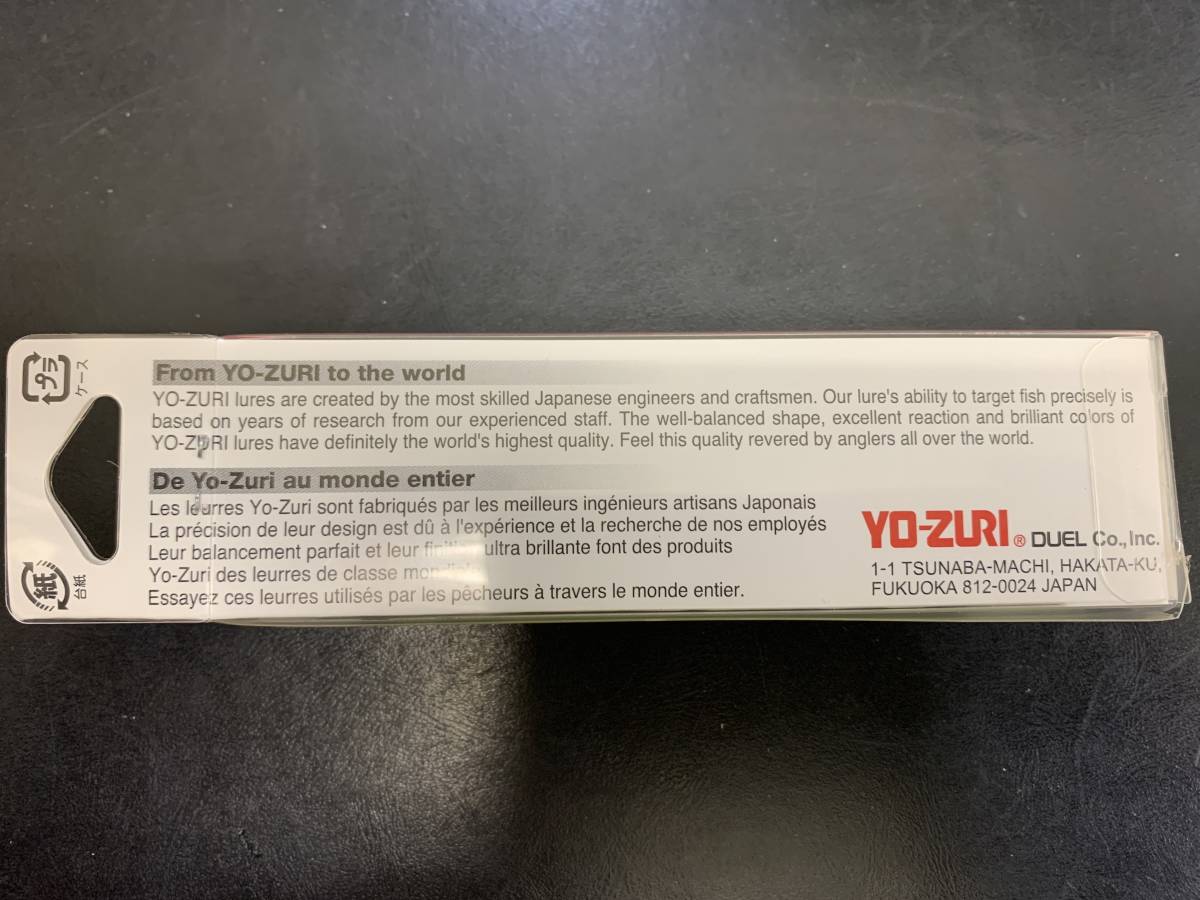 プラ
ケース
From YO-ZURI to the world
YO-ZURI lures are created by the most skilled Japanese engineers and craftsmen. Our lure's ability to target fish precisely is
based on years of research from our experienced staff. The well-balanced shape, excellent reaction and brilliant colors of
YO-ZURI lures have definitely the world's highest quality. Feel this quality revered by anglers all over the world.
De Yo-Zuri au monde entier
Les leurres Yo-Zuri sont fabriqués par les meilleurs ingénieurs artisans Japonais
La précision de leur design est dû à l'expérience et la recherche de nos employés
Leur balancement parfait et leur ultra brillante font des produits
Yo-Zuri des leurres de classe
Essayez ces leurres utilisés par les pêcheurs à travers le monde entier.
紙
台紙
YO-ZURI® DUEL Co., Inc.
1-1 TSUNABA-MACHI, HAKATA-KU,
FUKUOKA 812-0024 JAPAN